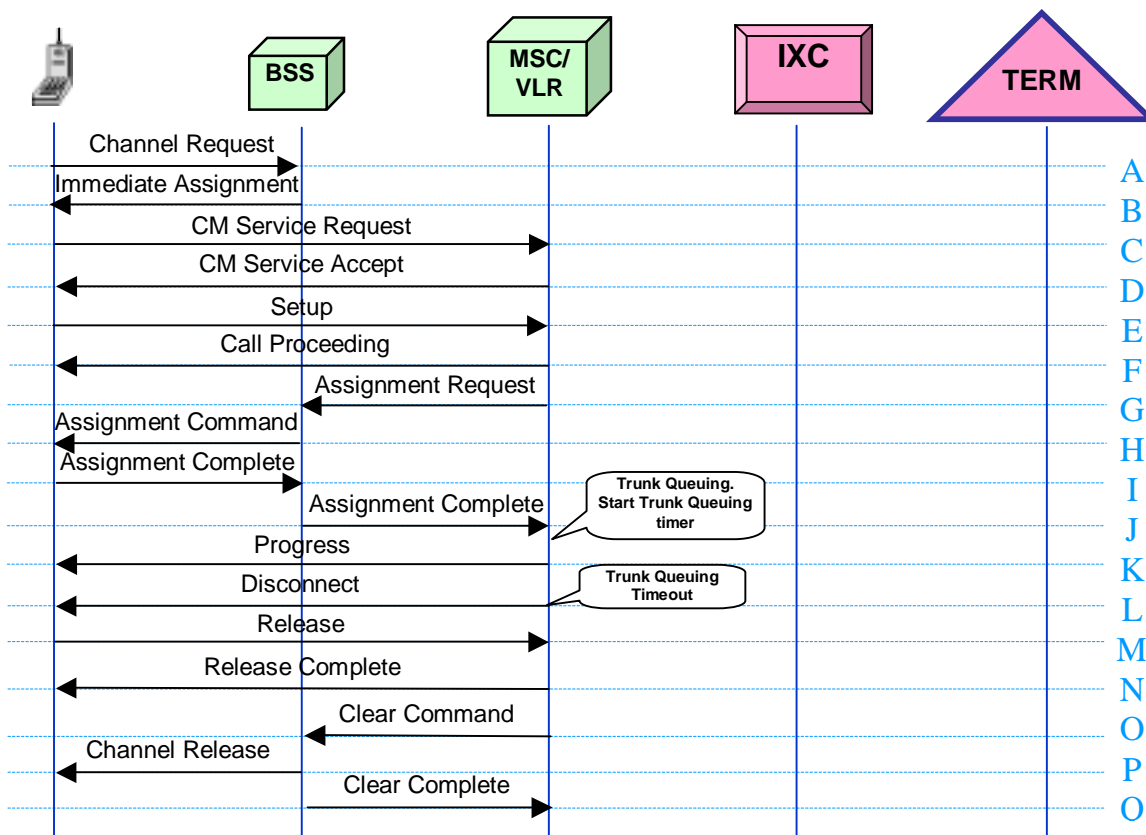 BSS
MSC/
VLR
IXC
TERM
Channel Request
A
Immediate Assignment
B
CM Service Request
C
CM Service Accept
D
Setup
E
Call Proceeding
F
Assignment Request
G
Assignment Command
H
Assignment Complete
I
Trunk Queuing.
Start Trunk Queuing
timer
Assignment Complete
J
Progress
K
Trunk Queuing
Timeout
Disconnect
L
Release
M
Release Complete
N
Clear Command
O
Channel Release
P
Clear Complete
O